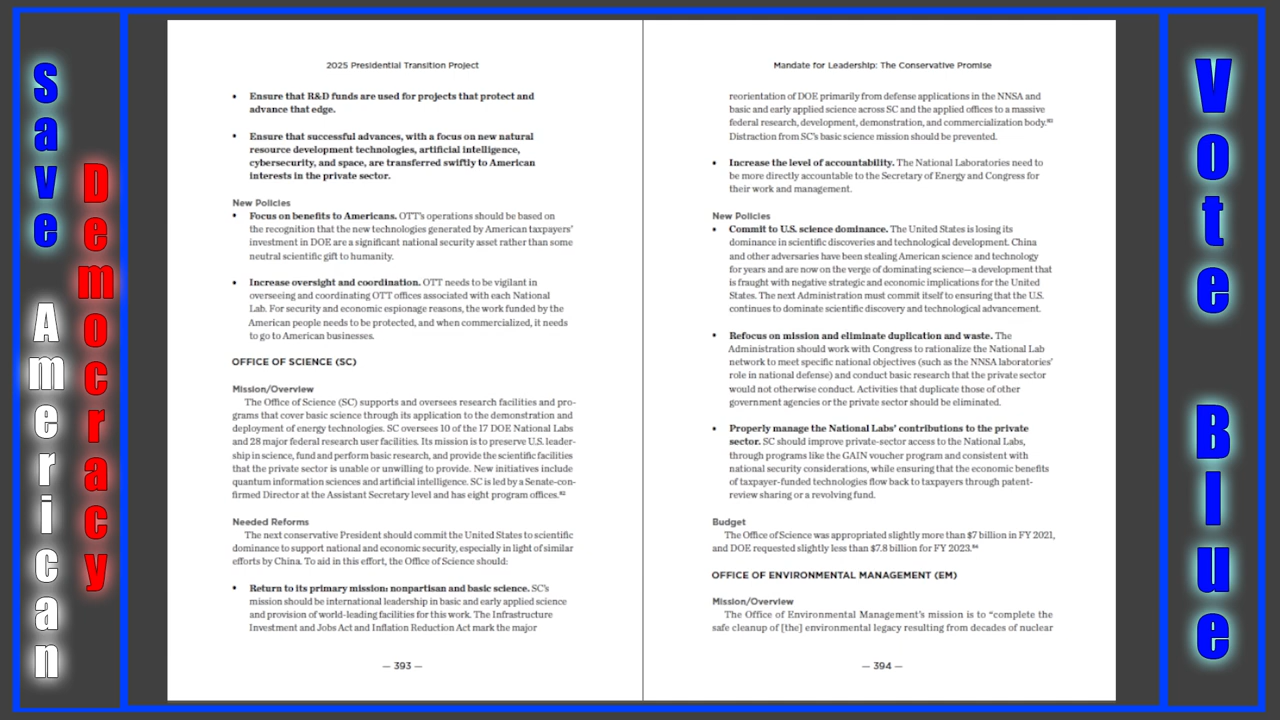 Save
American
Democracy
2025 Presidential Transition Project
• Ensure that R&D funds are used for projects that protect and
advance that edge.
• Ensure that successful advances, with a focus on new natural
resource development technologies, artificial intelligence,
cybersecurity, and space, are transferred swiftly to American
interests in the private sector.
New Policies
• Focus on benefits to Americans. OTT's operations should be based on
the recognition that the new technologies generated by American taxpayers'
investment in DOE are a significant national security asset rather than some
neutral scientific gift to humanity.
• Increase oversight and coordination. OTT needs to be vigilant in
overseeing and coordinating OTT offices associated with each National
Lab. For security and economic espionage reasons, the work funded by the
American people needs to be protected, and when commercialized, it needs
to go to American businesses.
OFFICE OF SCIENCE (SC)
Mission/Overview
The Office of Science (SC) supports and oversees research facilities and pro-
grams that cover basic science through its application to the demonstration and
deployment of energy technologies. SC oversees 10 of the 17 DOE National Labs
and 28 major federal research user facilities. Its mission is to preserve U.S. leader-
ship in science, fund and perform basic research, and provide the scientific facilities
that the private sector is unable or unwilling to provide. New initiatives include
quantum information sciences and artificial intelligence. SC is led by a Senate-con-
firmed Director at the Assistant Secretary level and has eight program offices.82
Needed Reforms
The next conservative President should commit the United States to scientific
dominance to support national and economic security, especially in light of similar
efforts by China. To aid in this effort, the Office of Science should:
• Return to its primary mission: nonpartisan and basic science. SC's
mission should be international leadership in basic and early applied science
and provision of world-leading facilities for this work. The Infrastructure
Investment and Jobs Act and Inflation Reduction Act mark the major
— 393 —
Mandate for Leadership: The Conservative Promise
reorientation of DOE primarily from defense applications in the NNSA and
basic and early applied science across SC and the applied offices to a massive
federal research, development, demonstration, and commercialization body.83
Distraction from SC's basic science mission should be prevented.
• Increase the level of accountability. The National Laboratories need to
be more directly accountable to the Secretary of Energy and Congress for
their work and management.
New Policies
• Commit to U.S. science dominance. The United States is losing its
dominance in scientific discoveries and technological development. China
and other adversaries have been stealing American science and technology
for years and are now on the verge of dominating science—a development that
is fraught with negative strategic and economic implications for the United
States. The next Administration must commit itself to ensuring that the U.S.
continues to dominate scientific discovery and technological advancement.
• Refocus on mission and eliminate duplication and waste. The
Administration should work with Congress to rationalize the National Lab
network to meet specific national objectives (such as the NNSA laboratories'
role in national defense) and conduct basic research that the private sector
would not otherwise conduct. Activities that duplicate those of other
government agencies or the private sector should be eliminated.
• Properly manage the National Labs' contributions to the private
sector. SC should improve private-sector access to the National Labs,
through programs like the GAIN voucher program and consistent with
national security considerations, while ensuring that the economic benefits
of taxpayer-funded technologies flow back to taxpayers through patent-
review sharing or a revolving fund.
Budget
The Office of Science was appropriated slightly more than $7 billion in FY 2021,
and DOE requested slightly less than $7.8 billion for FY 2023.84
OFFICE OF ENVIRONMENTAL MANAGEMENT (EM)
Mission/Overview
The Office of Environmental Management's mission is to “complete the
safe cleanup of [the] environmental legacy resulting from decades of nuclear
— 394 —
Vote
Blue